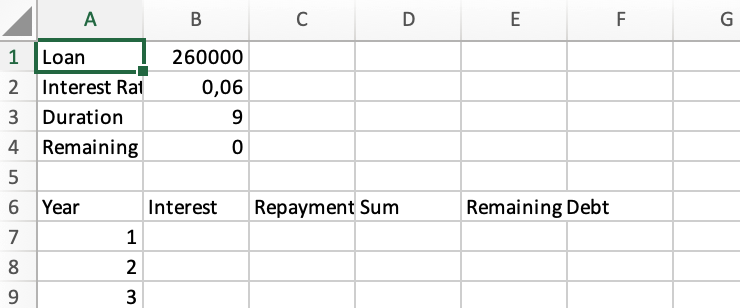 A B C D E F G
1 Loan 260000
2 Interest Rat 0,06
3 Duration 9
4 Remaining 0
5
6 Year Interest Repayment Sum Remaining Debt
7 1
8 2
9 3